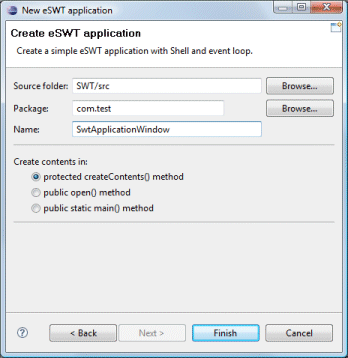 New eSWT application
Create eSWT application
Create a simple eSWT application with Shell and event loop.
Source folder: SWT/src Browse...
Package: com.test Browse...
Name: SwtApplicationWindow
Create contents in:
protected createContents() method
public open() method
public static main() method
? < Back Next > Finish Cancel